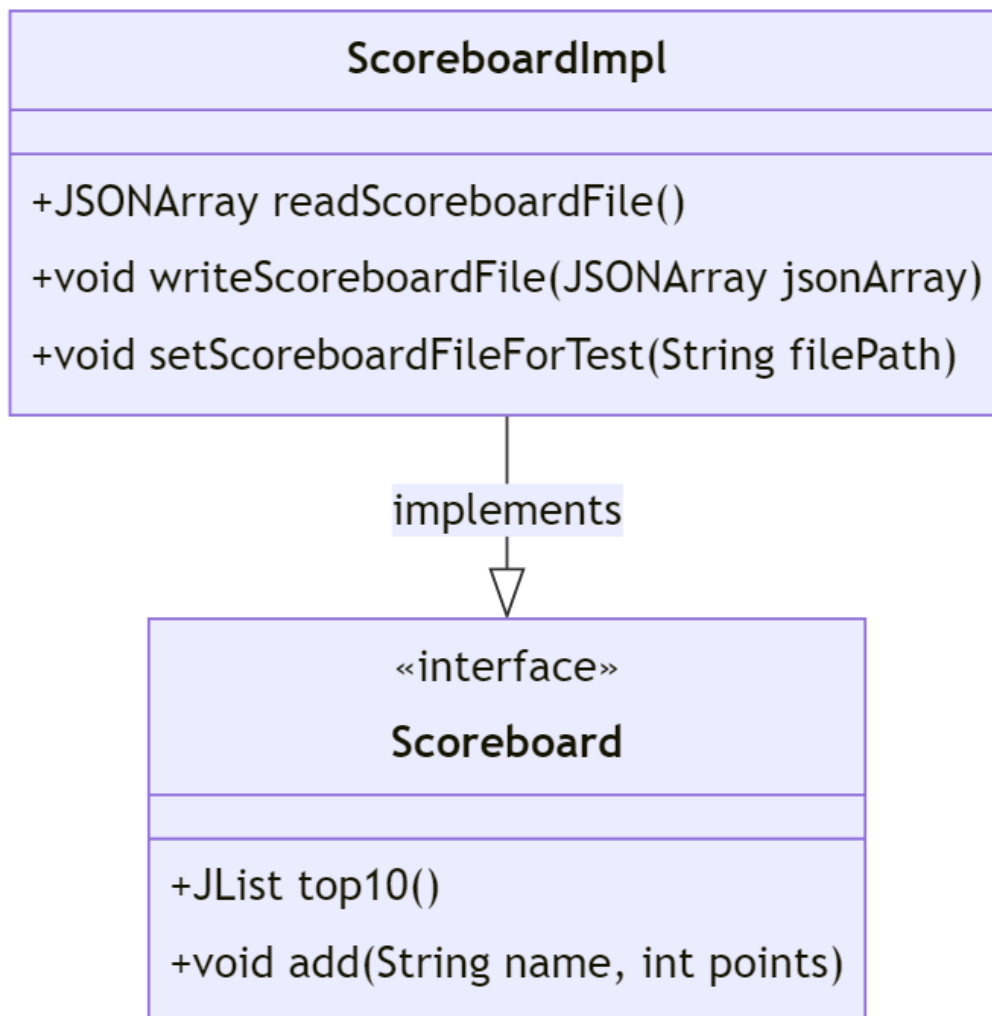 ScoreboardImpl
+JSONArray readScoreboardFile()
+void writeScoreboardFile(JSONArray jsonArray)
+void setScoreboardFileForTest(String filePath)
implements
«interface»
Scoreboard
+JList top10()
+void add(String name, int points)